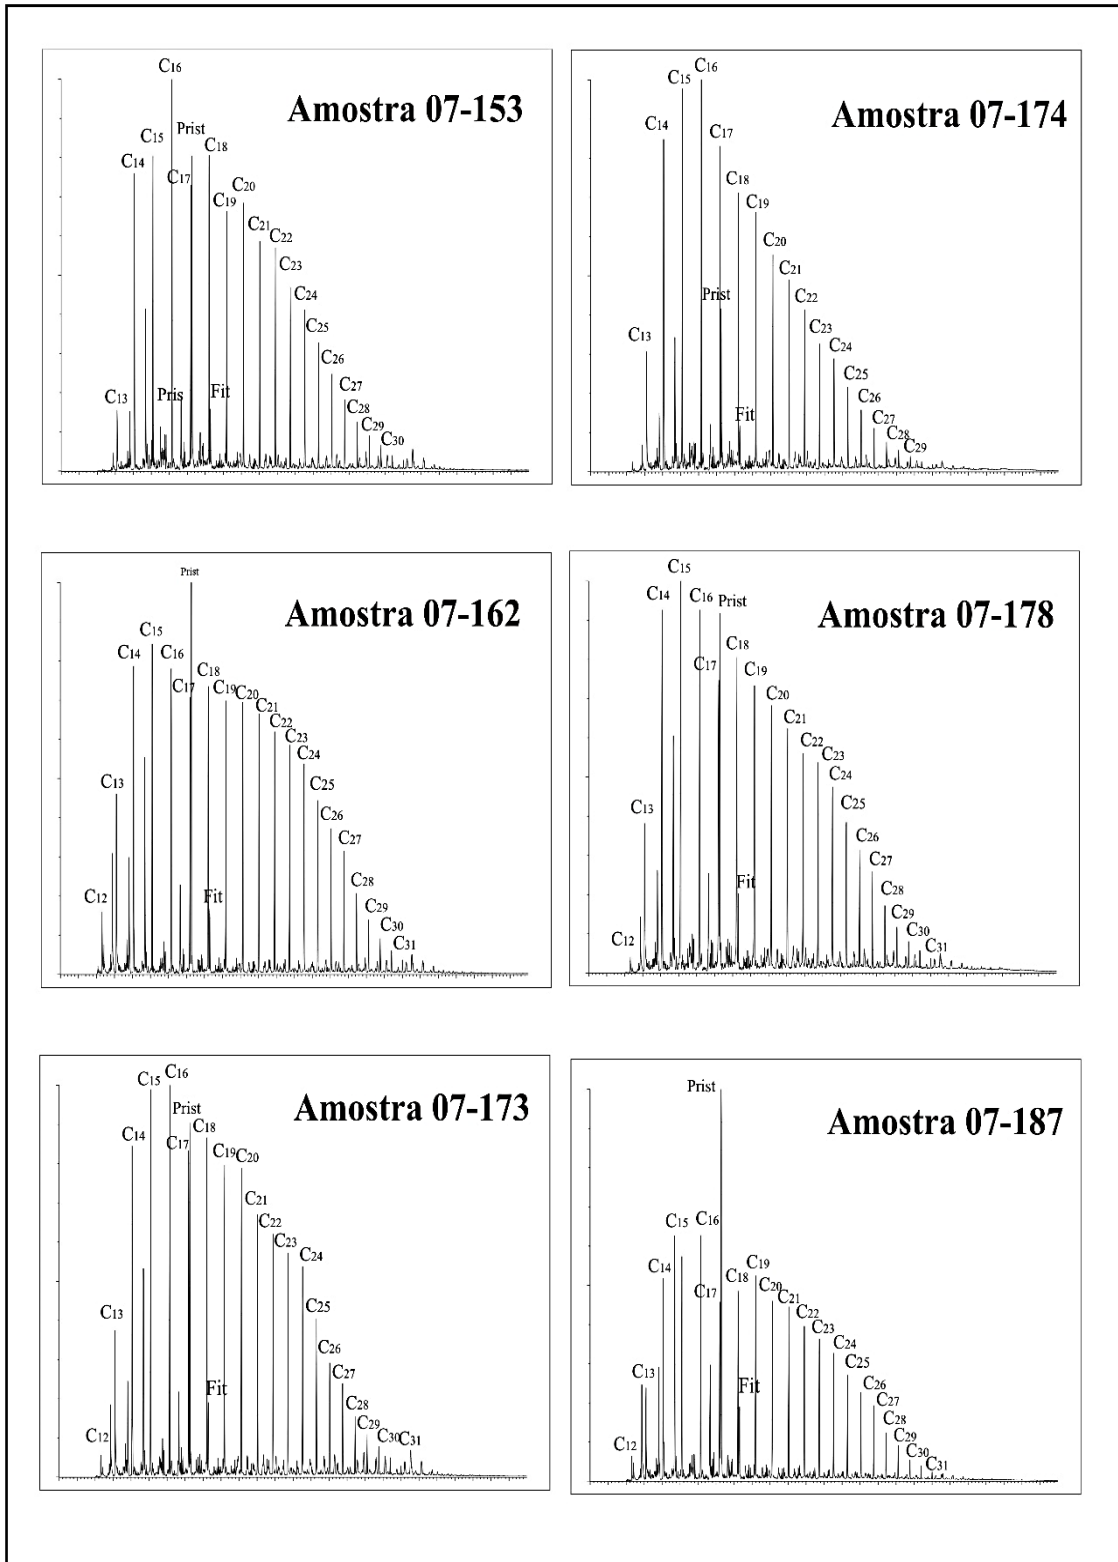 Amostra 07-153
C13
C14
C15
C16
Pris
C17
Prist
C18
Fit
C19
C20
C21
C22
C23
C24
C25
C26
C27
C28
C29
C30
Amostra 07-174
C13
C14
C15
C16
C17
Prist
C18
Fit
C19
C20
C21
C22
C23
C24
C25
C26
C27
C28
C29
Amostra 07-162
C12
C13
C14
C15
C16
C17
Prist
C18
Fit
C19
C20
C21
C22
C23
C24
C25
C26
C27
C28
C29
C30
C31
Amostra 07-178
C12
C13
C14
C15
C16
C17
Prist
C18
Fit
C19
C20
C21
C22
C23
C24
C25
C26
C27
C28
C29
C30
C31
Amostra 07-173
C12
C13
C14
C15
C16
C17
Prist
C18
Fit
C19
C20
C21
C22
C23
C24
C25
C26
C27
C28
C29
C30
C31
Amostra 07-187
C12
C13
C14
C15
C16
C17
Prist
C18
Fit
C19
C20
C21
C22
C23
C24
C25
C26
C27
C28
C29
C30
C31